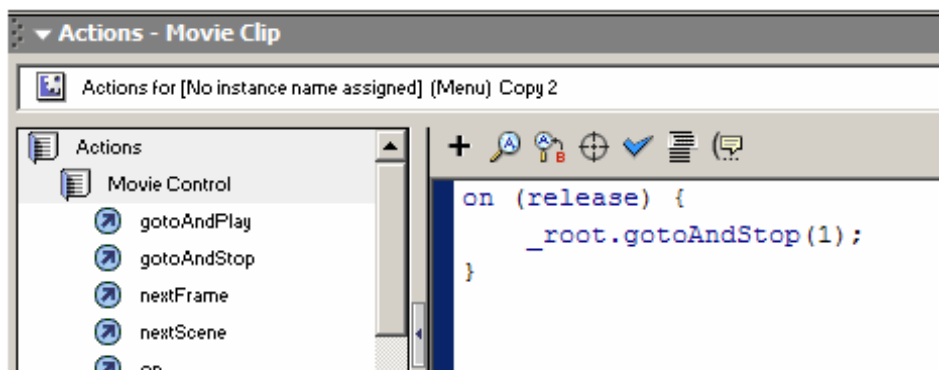 Actions - Movie Clip
Actions for [No instance name assigned] (Menu) Copy 2
Actions
Movie Control
gotoAndPlay
gotoAndStop
nextFrame
nextScene
on
on (release) {
    _root.gotoAndStop(1);
}